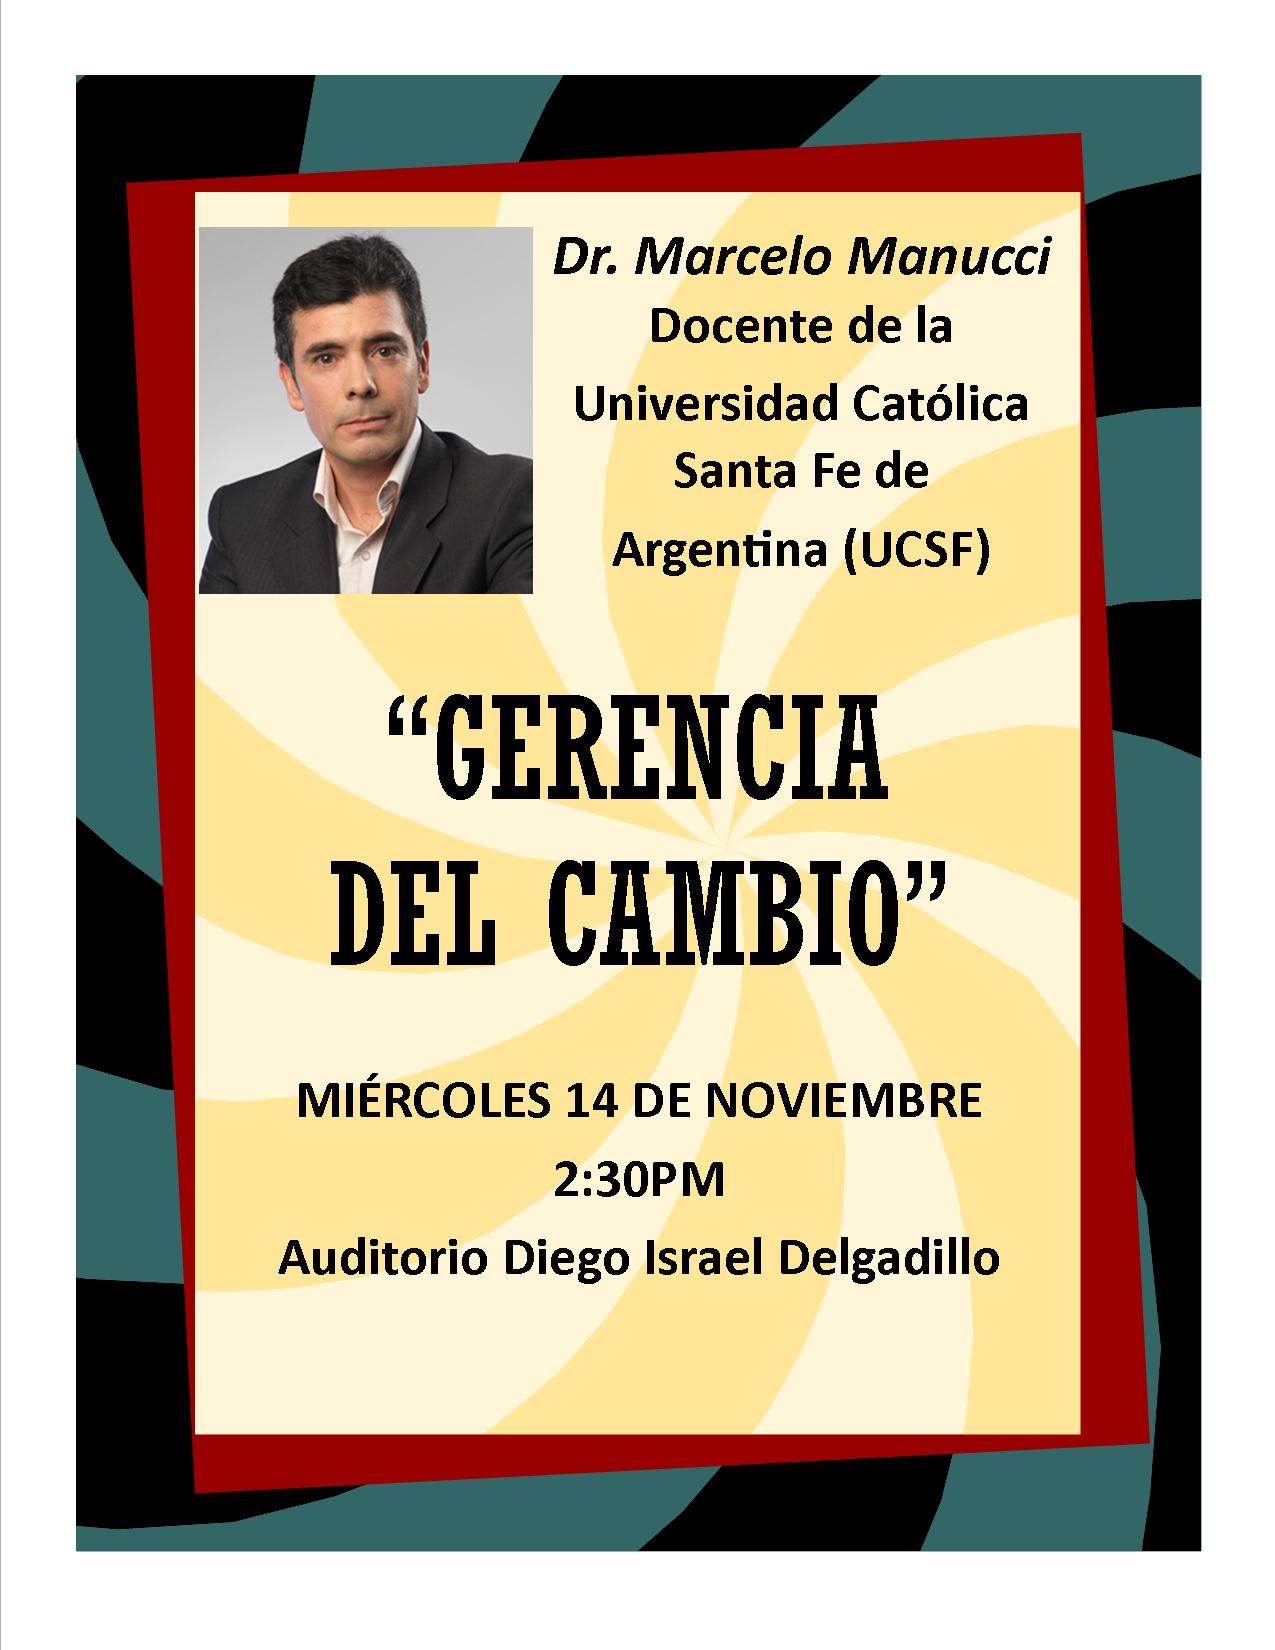 Dr. Marcelo Manucci
Docente de la
Universidad Católica
Santa Fe de
Argentina (UCSF)
“GERENCIA
DEL CAMBIO”
MIÉRCOLES 14 DE NOVIEMBRE
2:30PM
Auditorio Diego Israel Delgadillo